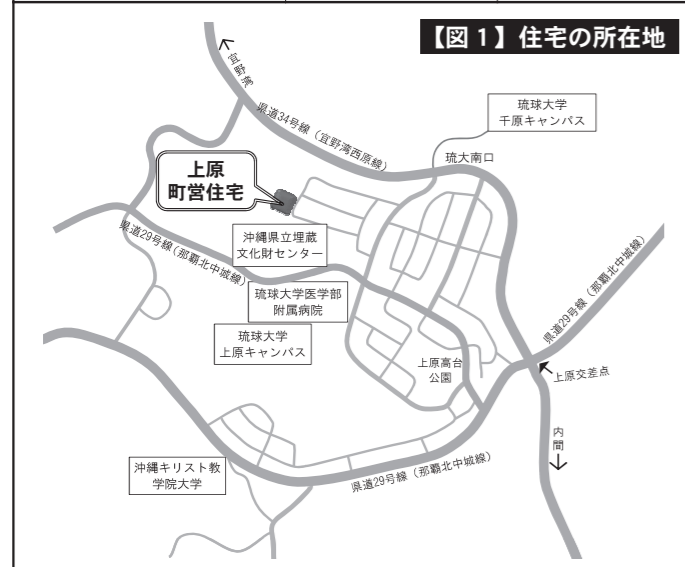 【図1】住宅の所在地
宜野湾
県道34号線（宜野湾西原線）
琉球大学
千原キャンパス
琉大南口
上原
町営住宅
沖縄県立埋蔵
文化財センター
県道29号線（那覇北中城線）
県道29号線（那覇北中城線）
琉球大学医学部
附属病院
琉球大学
上原キャンパス
上原高台
公園
上原交差点
内間
沖縄キリスト教
学院大学
県道29号線（那覇北中城線）